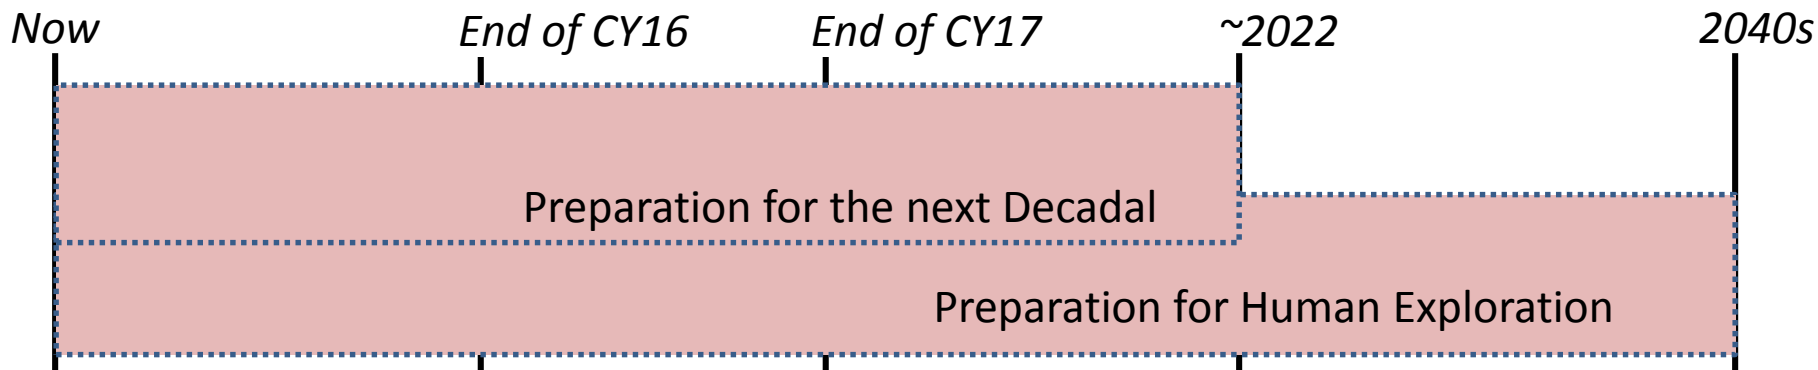 Now End of CY16 End of CY17 ~2022 2040s
Preparation for the next Decadal
Preparation for Human Exploration